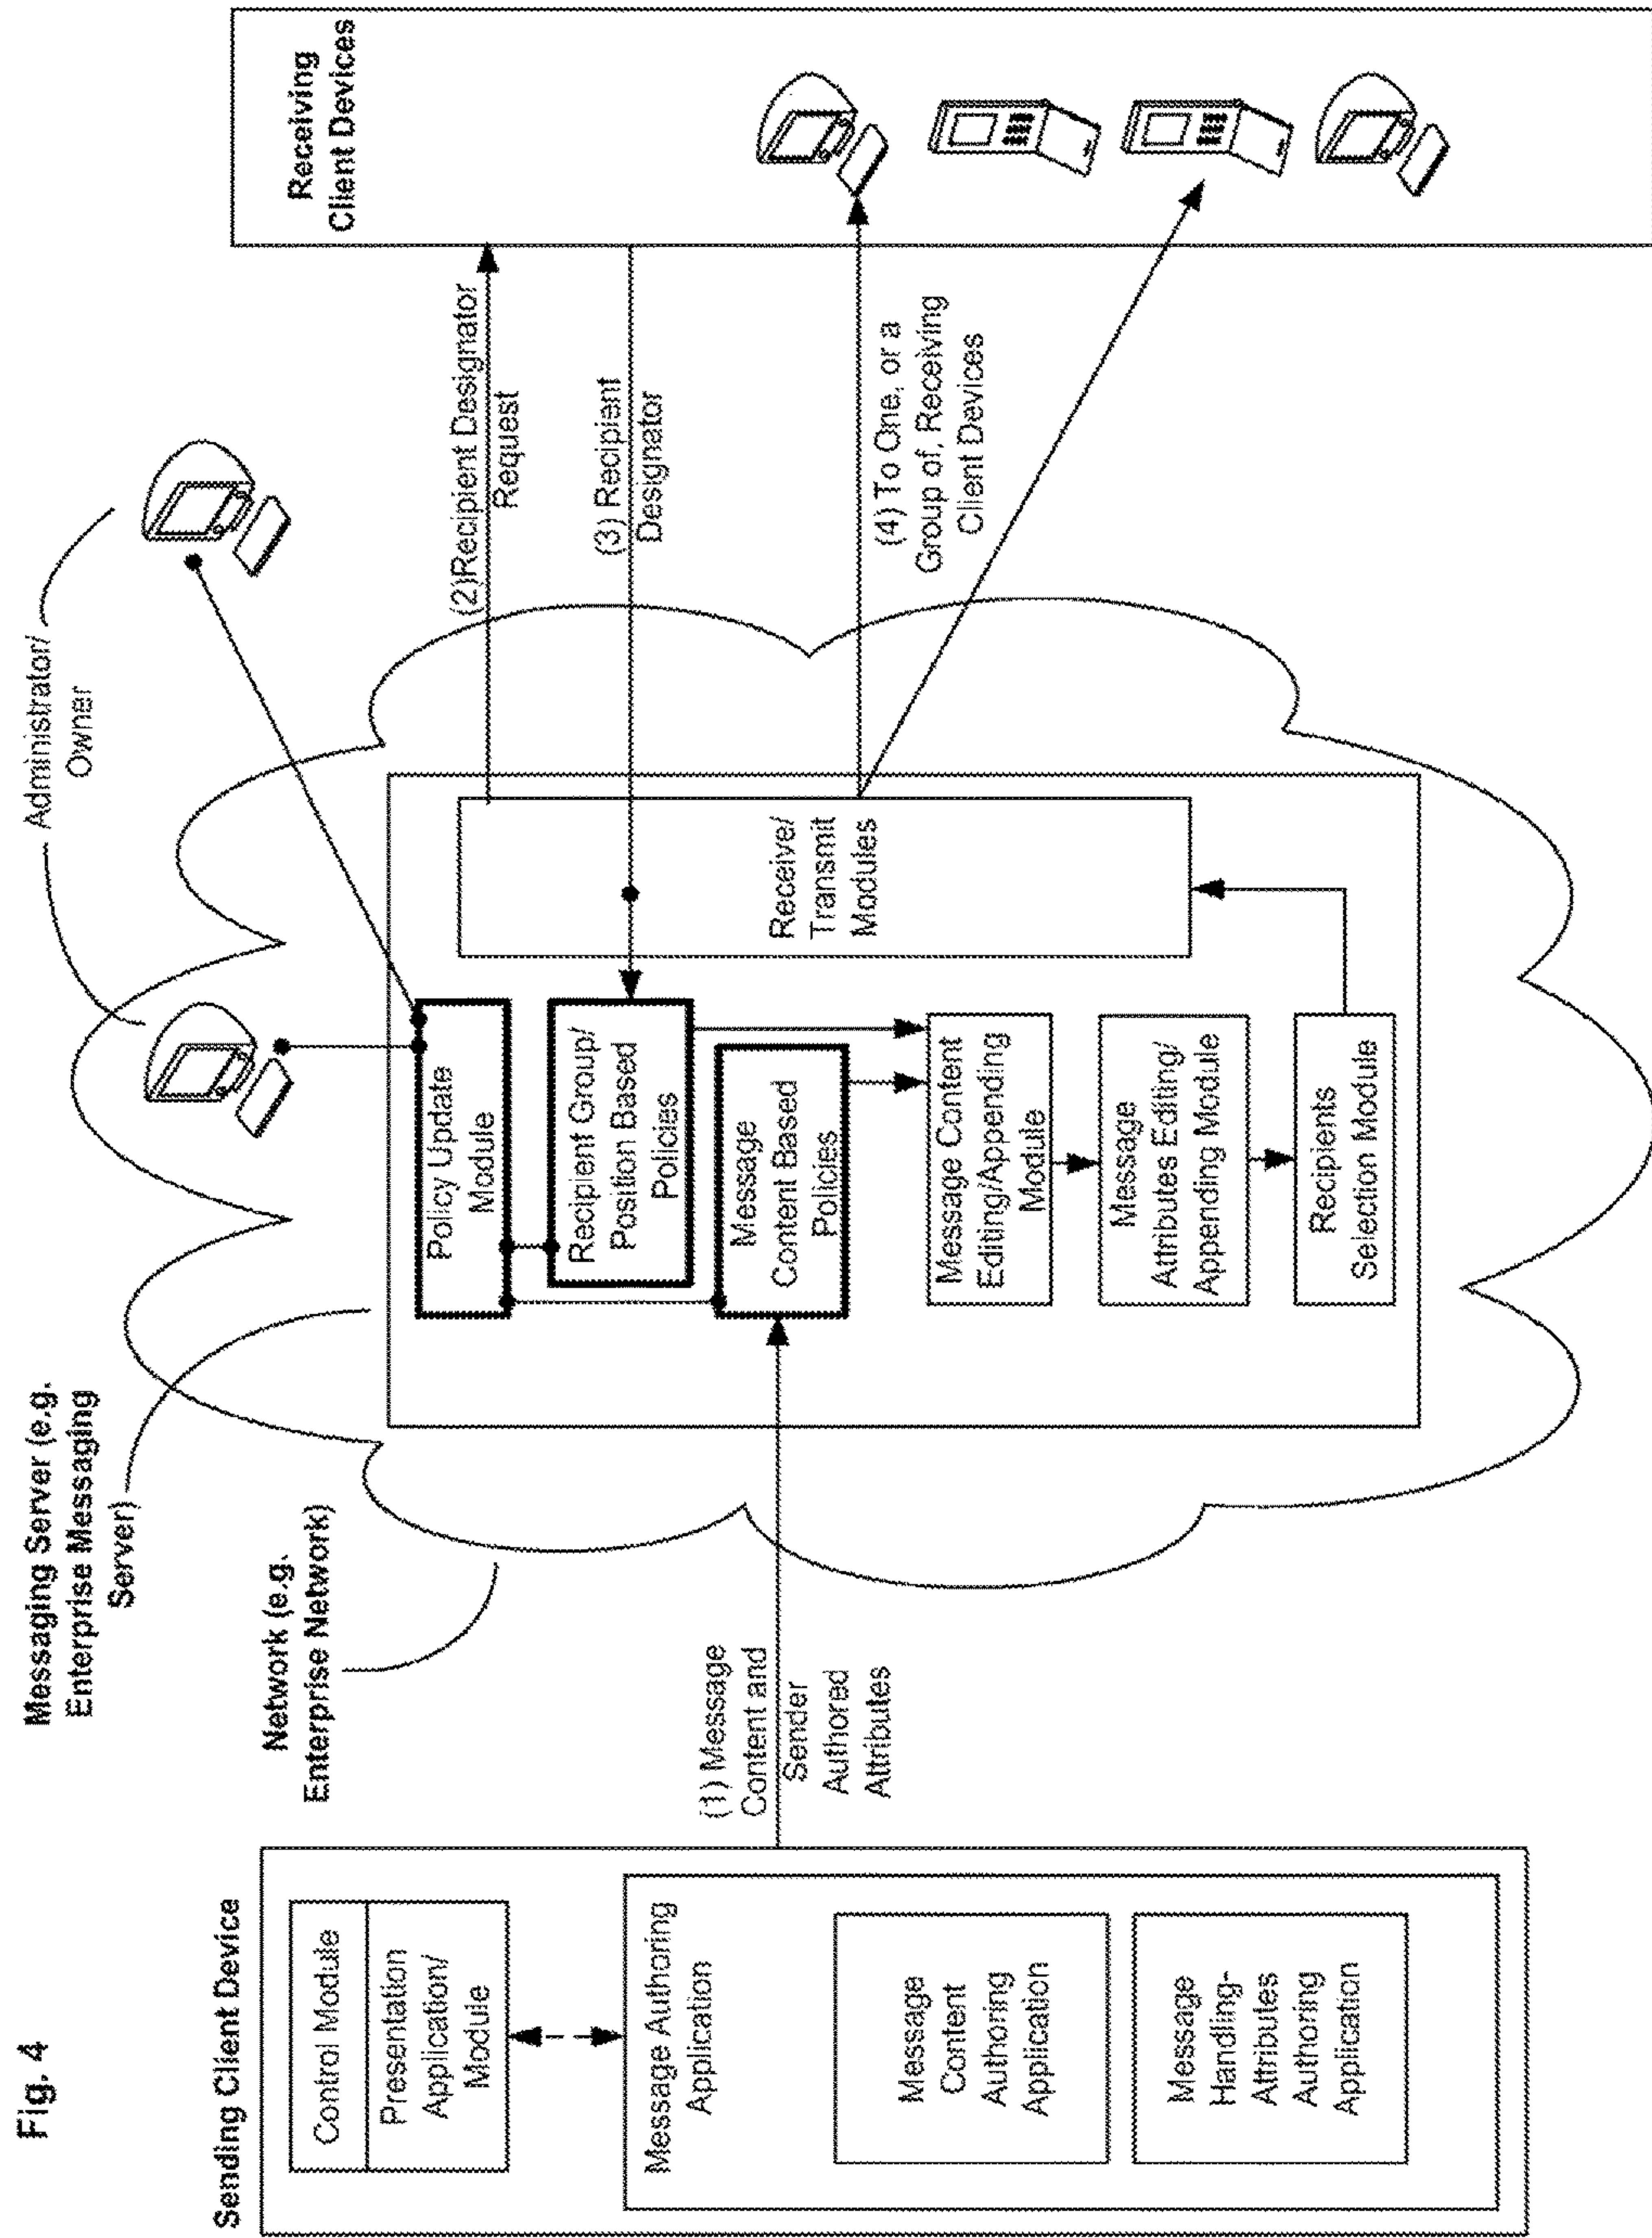 Fig. 4
Messaging Server (e.g.
Enterprise Messaging
Server)
Administrator/
Owner
Network (e.g.
Enterprise Network)
Sending Client Device
Control Module
Presentation
Application/
Module
Message Authoring
Application
Message
Content
Authoring
Application
Message
Handling-
Attributes
Authoring
Application
(1) Message
Content and
Sender
Authored
Attributes
Policy Update
Module
Recipient Group/
Position Based
Policies
Message
Content Based
Policies
Message Content
Editing/Appending
Module
Message
Attributes Editing/
Appending Module
Recipients
Selection Module
Receive/
Transmit
Modules
(2)Recipient Designator
Request
(3) Recipient
Designator
(4) To One, or a
Group of, Receiving
Client Devices
Receiving
Client Devices